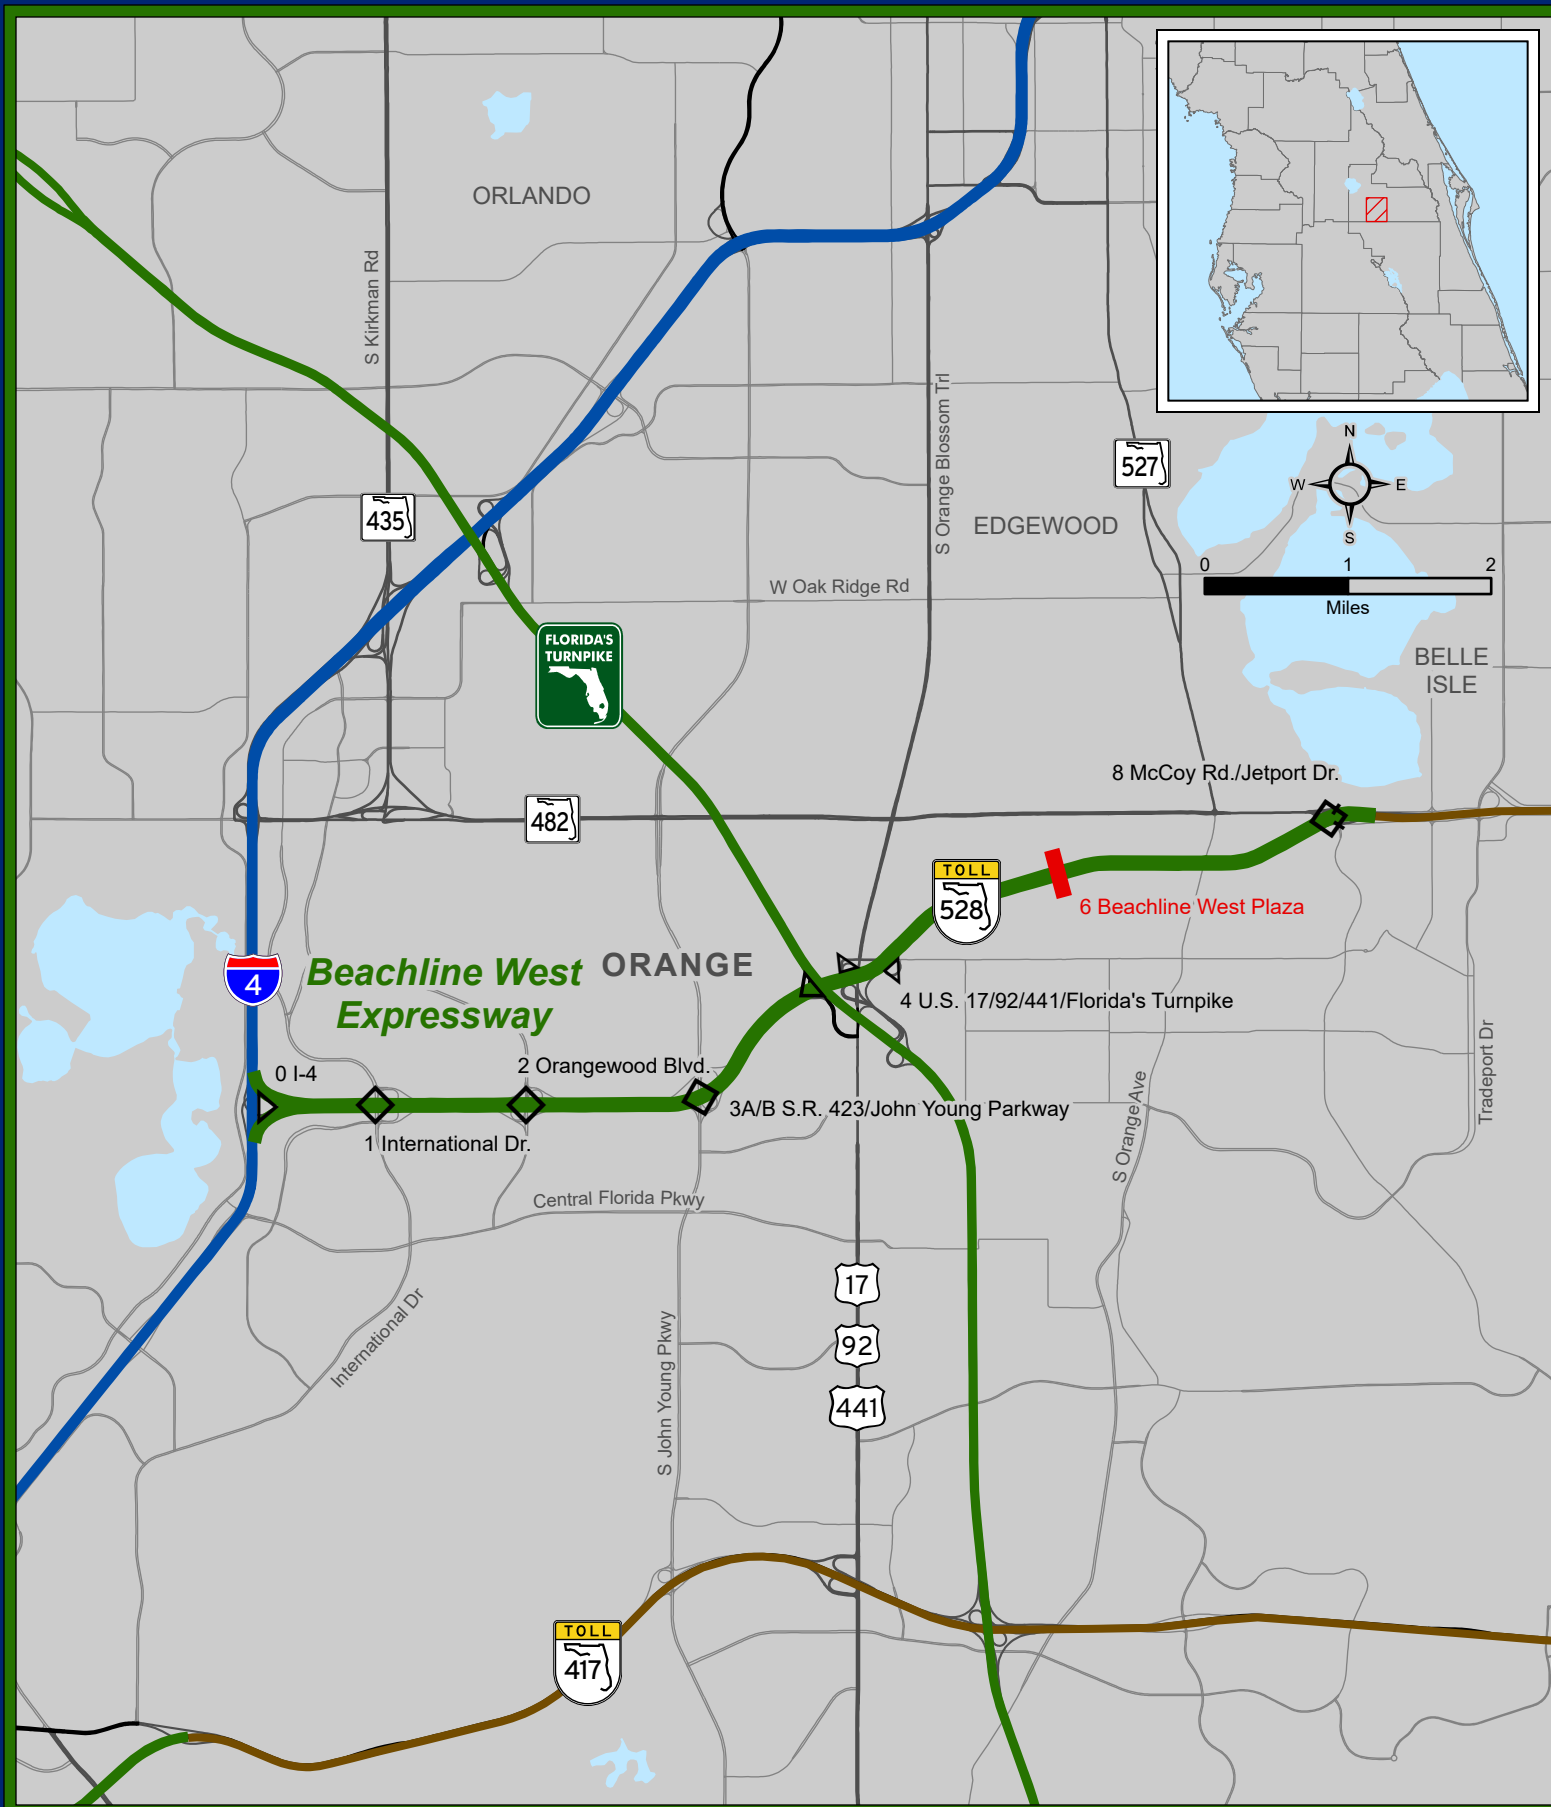 ORLANDO
S Kirkman Rd
S Orange Blossom Trl
527
N
W
E
S
435
EDGEWOOD
0 1 2
Miles
W Oak Ridge Rd
FLORIDA'S
TURNPIKE
BELLE
ISLE
8 McCoy Rd./Jetport Dr.
482
TOLL
528
6 Beachline West Plaza
4
Beachline West
Expressway
ORANGE
4 U.S. 17/92/441/Florida's Turnpike
0 I-4
2 Orangewood Blvd.
3A/B S.R. 423/John Young Parkway
1 International Dr.
Tradeport Dr
S Orange Ave
Central Florida Pkwy
International Dr
S John Young Pkwy
17
92
441
TOLL
417